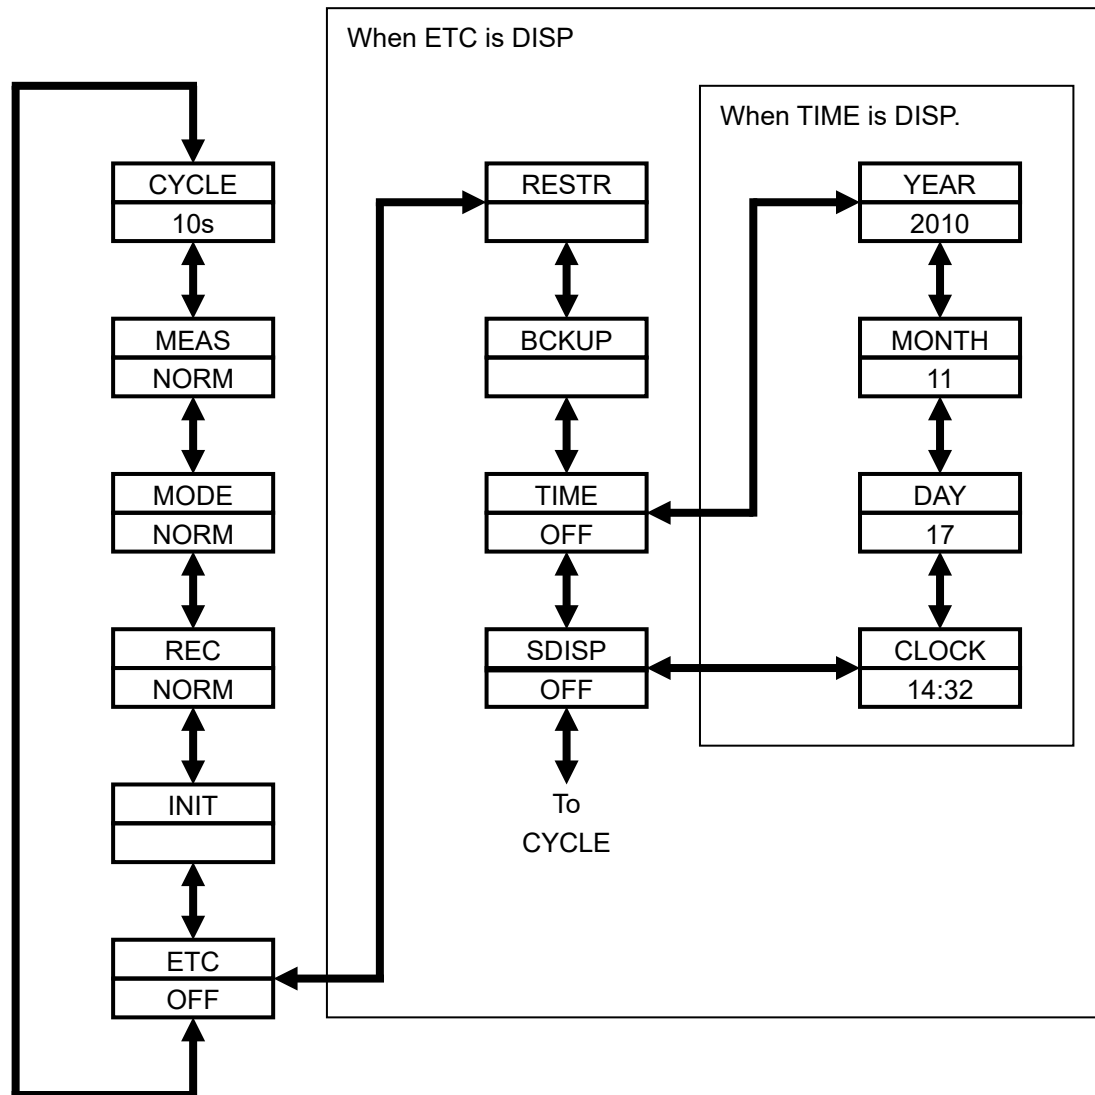 When ETC is DISP
When TIME is DISP.
CYCLE
10s
MEAS
NORM
MODE
NORM
REC
NORM
INIT
ETC
OFF
RESTR
BCKUP
TIME
OFF
SDISP
OFF
To
CYCLE
YEAR
2010
MONTH
11
DAY
17
CLOCK
14:32